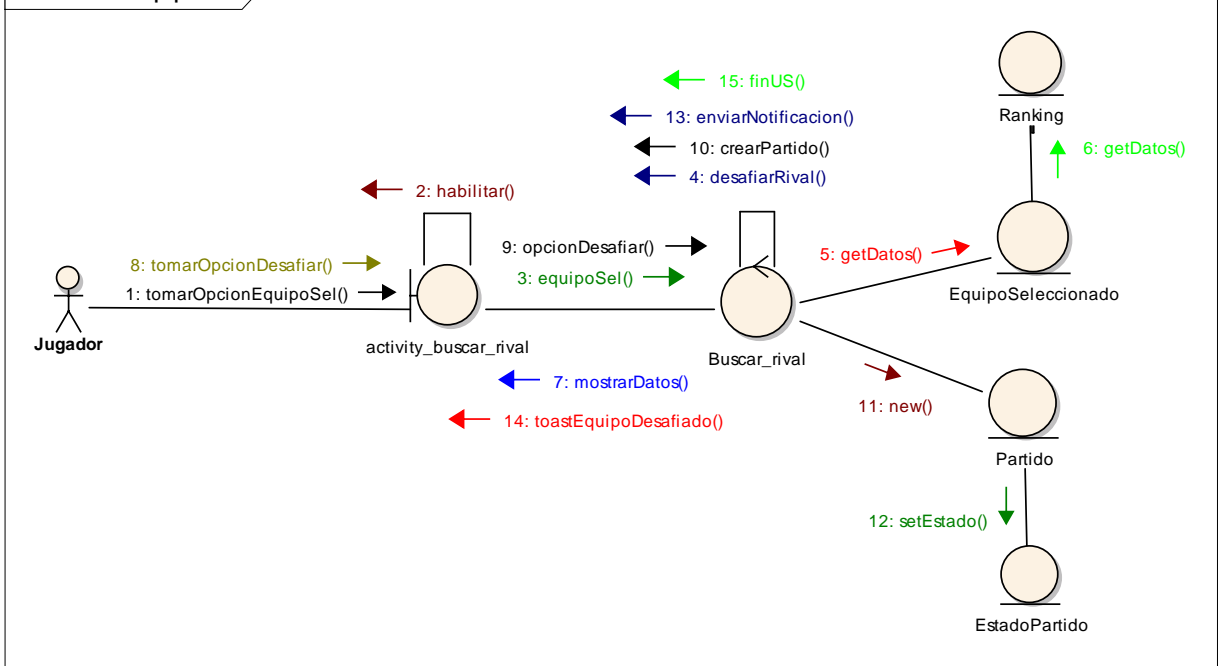 15: finUS()
13: enviarNotificacion()
10: crearPartido()
4: desafiarRival()
Ranking
6: getDatos()
2: habilitar()
9: opcionDesafiar()
3: equipoSel()
5: getDatos()
8: tomarOpcionDesafiar()
1: tomarOpcionEquipoSel()
EquipoSeleccionado
Jugador
activity_buscar_rival
Buscar_rival
7: mostrarDatos()
11: new()
14: toastEquipoDesafiado()
Partido
12: setEstado()
EstadoPartido